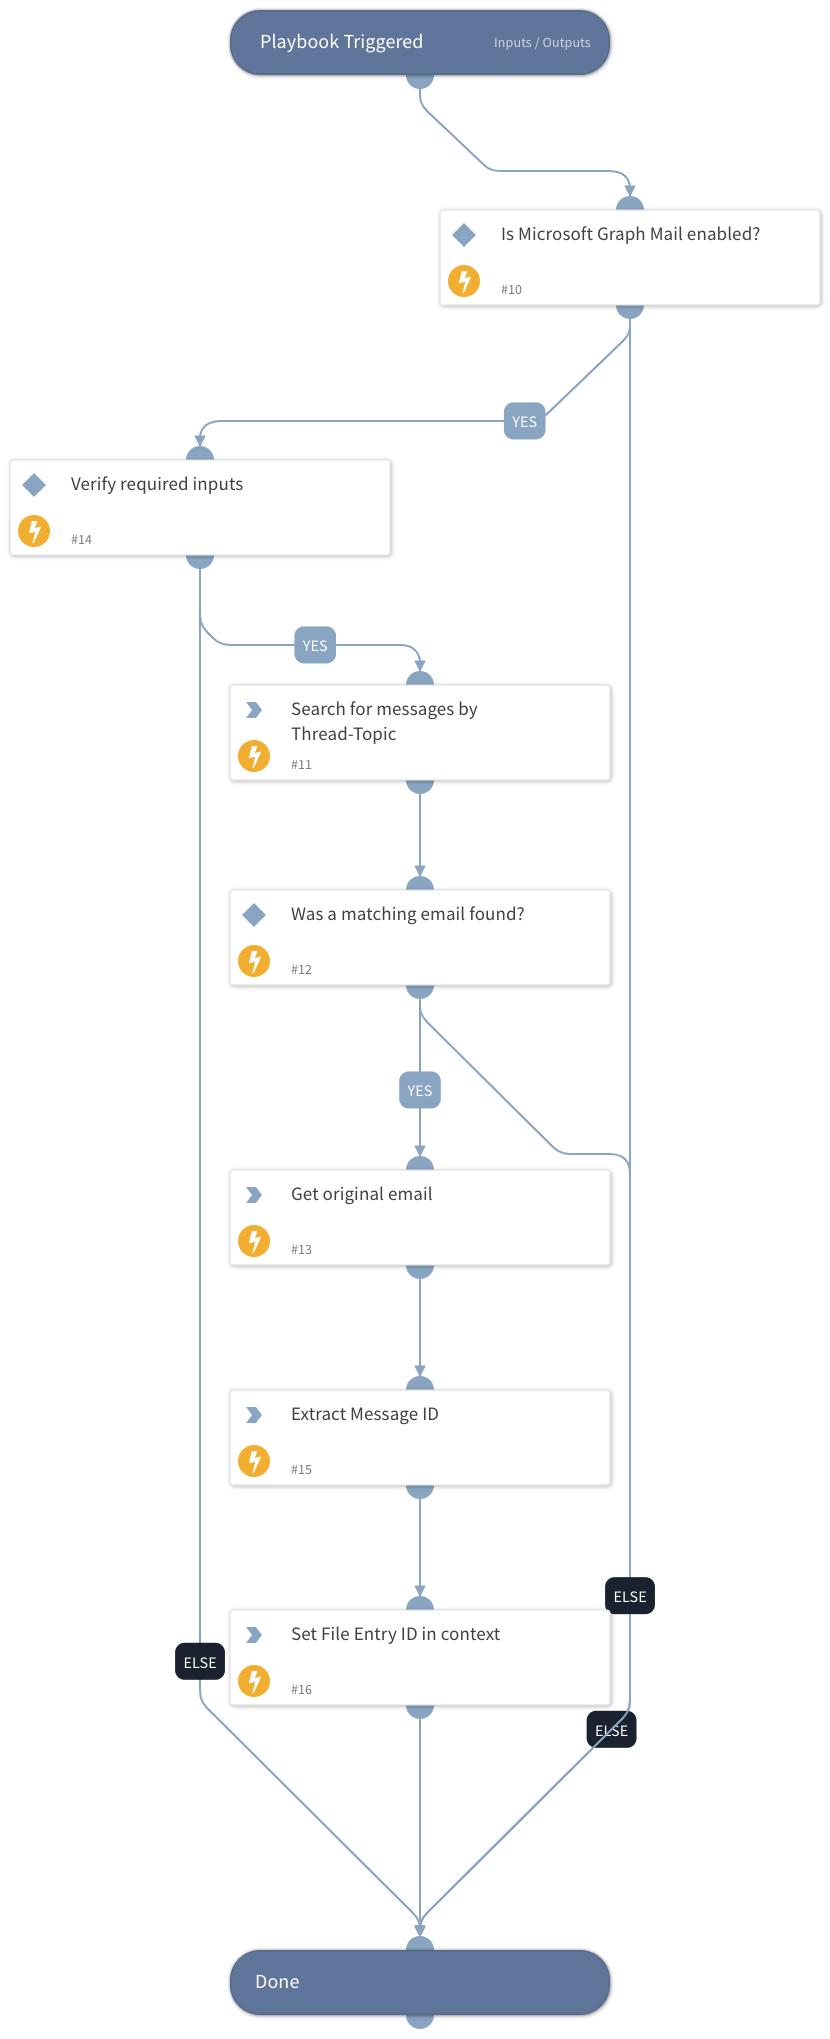 Playbook Triggered
Inputs / Outputs
Is Microsoft Graph Mail enabled?
#10
YES
Verify required inputs
#14
YES
Search for messages by
Thread-Topic
#11
Was a matching email found?
#12
YES
Get original email
#13
Extract Message ID
#15
ELSE
Set File Entry ID in context
#16
ELSE
ELSE
Done